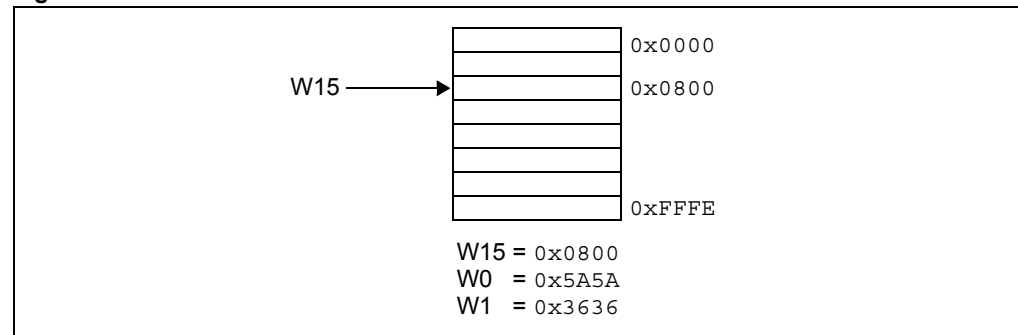 0x0000
W15 0x0800
0xFFFE
W15 = 0x0800
W0 = 0x5A5A
W1 = 0x3636